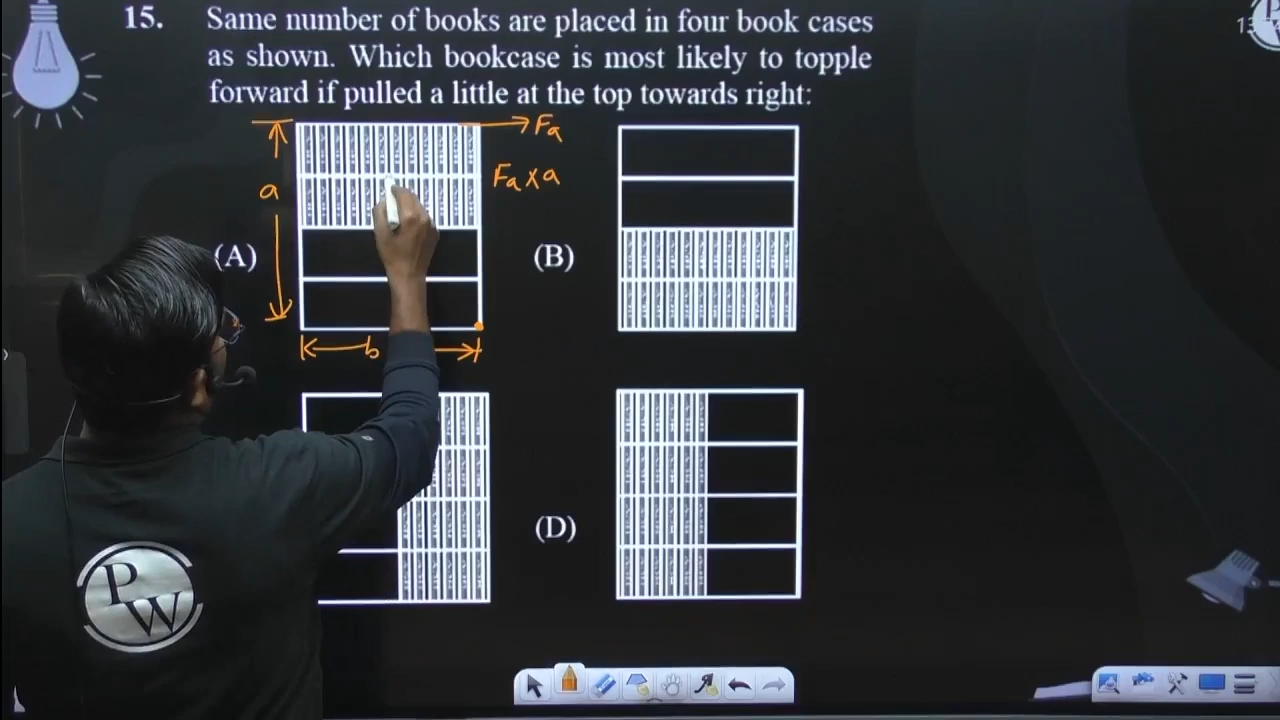 15. Same number of books are placed in four book cases
as shown. Which bookcase is most likely to topple
forward if pulled a little at the top towards right:
Fa
a
Fa x a
(A)
(B)
b
(D)
PW